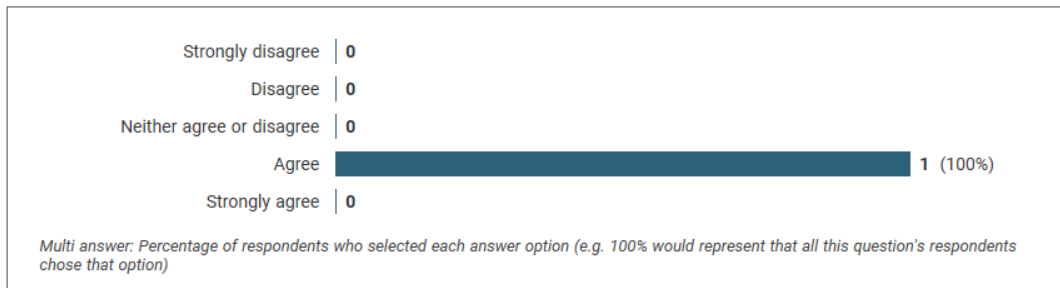 Strongly disagree 0
Disagree 0
Neither agree or disagree 0
Agree 1 (100%)
Strongly agree 0
Multi answer: Percentage of respondents who selected each answer option (e.g. 100% would represent that all this question's respondents
chose that option)